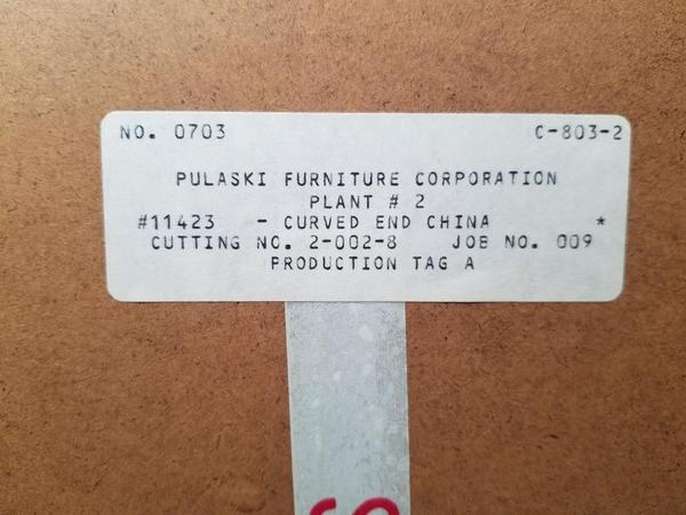 NO. 0703 C-803-2
PULASKI FURNITURE CORPORATION
PLANT # 2
#11423 - CURVED END CHINA *
CUTTING NO. 2-002-8 JOB NO. 009
PRODUCTION TAG A